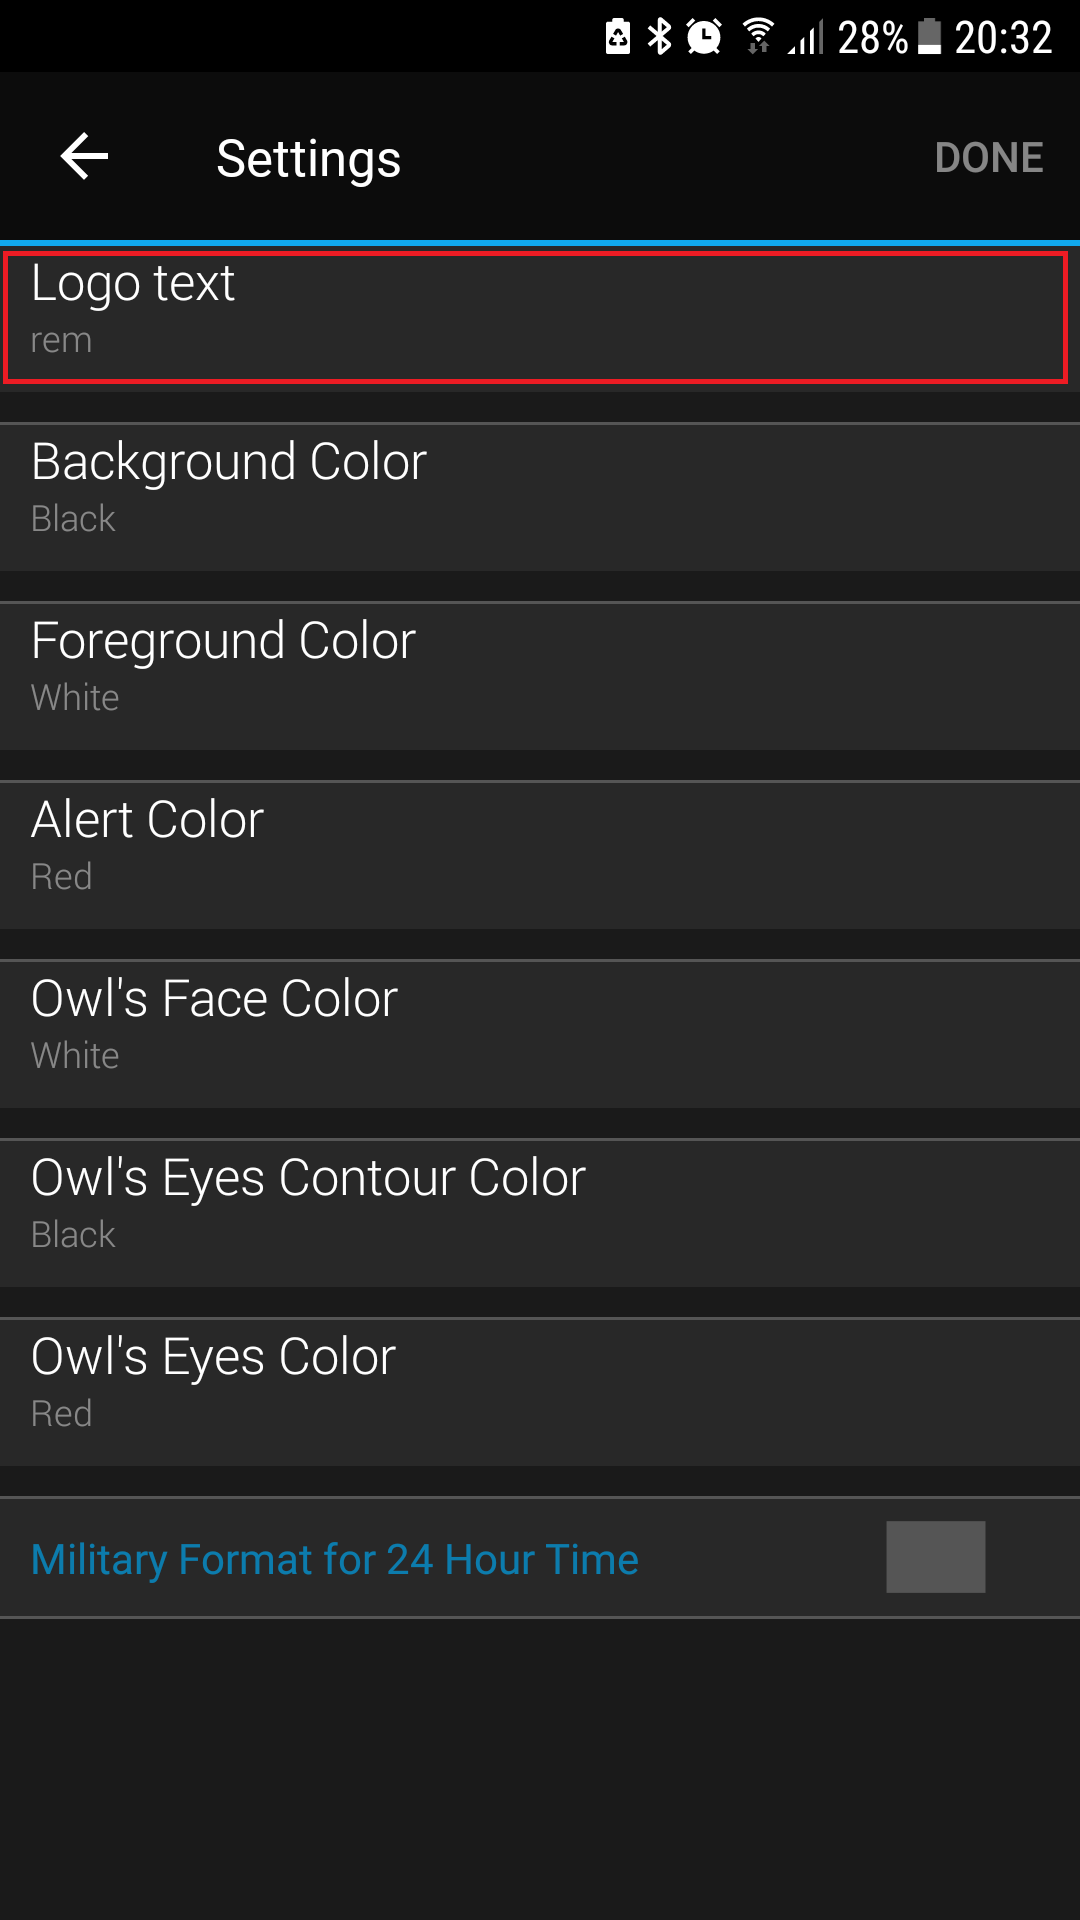 28% 20:32
Settings DONE
Logo text
rem
Background Color
Black
Foreground Color
White
Alert Color
Red
Owl's Face Color
White
Owl's Eyes Contour Color
Black
Owl's Eyes Color
Red
Military Format for 24 Hour Time